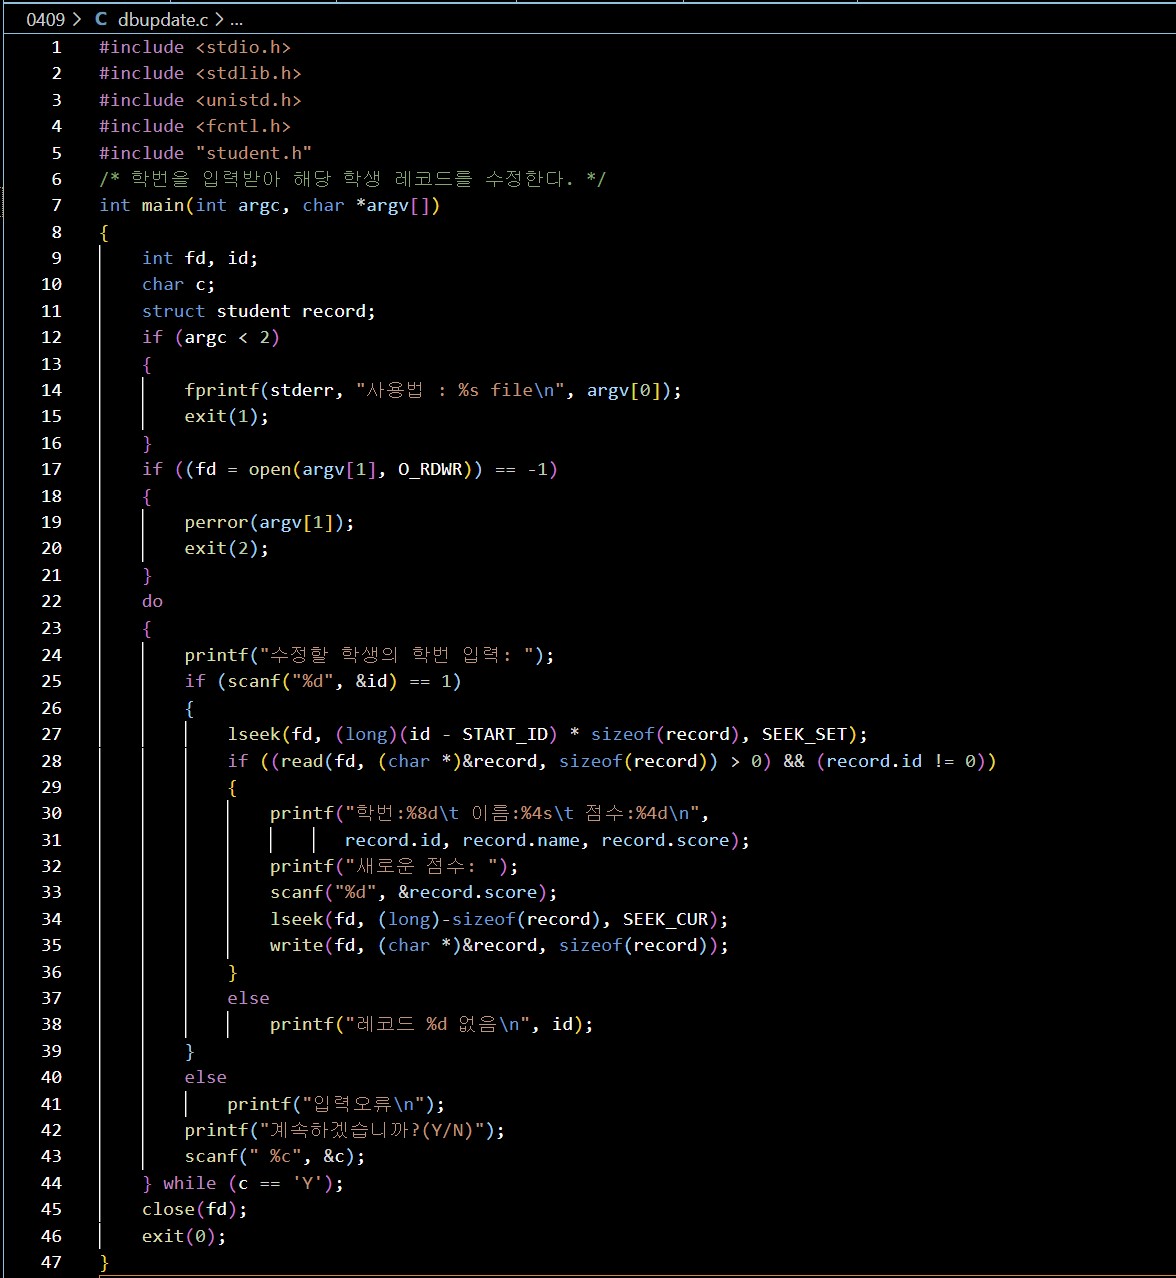 0409 > C dbupdate.c > ...
1 #include <stdio.h>
2 #include <stdlib.h>
3 #include <unistd.h>
4 #include <fcntl.h>
5 #include "student.h"
6 /* 학번을 입력받아 해당 학생 레코드를 수정한다. */
7 int main(int argc, char *argv[])
8 {
9     int fd, id;
10     char c;
11     struct student record;
12     if (argc < 2)
13     {
14         fprintf(stderr, "사용법 : %s file\n", argv[0]);
15         exit(1);
16     }
17     if ((fd = open(argv[1], O_RDWR)) == -1)
18     {
19         perror(argv[1]);
20         exit(2);
21     }
22     do
23     {
24         printf("수정할 학생의 학번 입력: ");
25         if (scanf("%d", &id) == 1)
26         {
27             lseek(fd, (long)(id - START_ID) * sizeof(record), SEEK_SET);
28             if ((read(fd, (char *)&record, sizeof(record)) > 0) && (record.id != 0))
29             {
30                 printf("학번:%8d\t 이름:%4s\t 점수:%4d\n",
31                        record.id, record.name, record.score);
32                 printf("새로운 점수: ");
33                 scanf("%d", &record.score);
34                 lseek(fd, (long)-sizeof(record), SEEK_CUR);
35                 write(fd, (char *)&record, sizeof(record));
36             }
37             else
38                 printf("레코드 %d 없음\n", id);
39         }
40         else
41             printf("입력오류\n");
42         printf("계속하겠습니까?(Y/N)");
43         scanf(" %c", &c);
44     } while (c == 'Y');
45     close(fd);
46     exit(0);
47 }